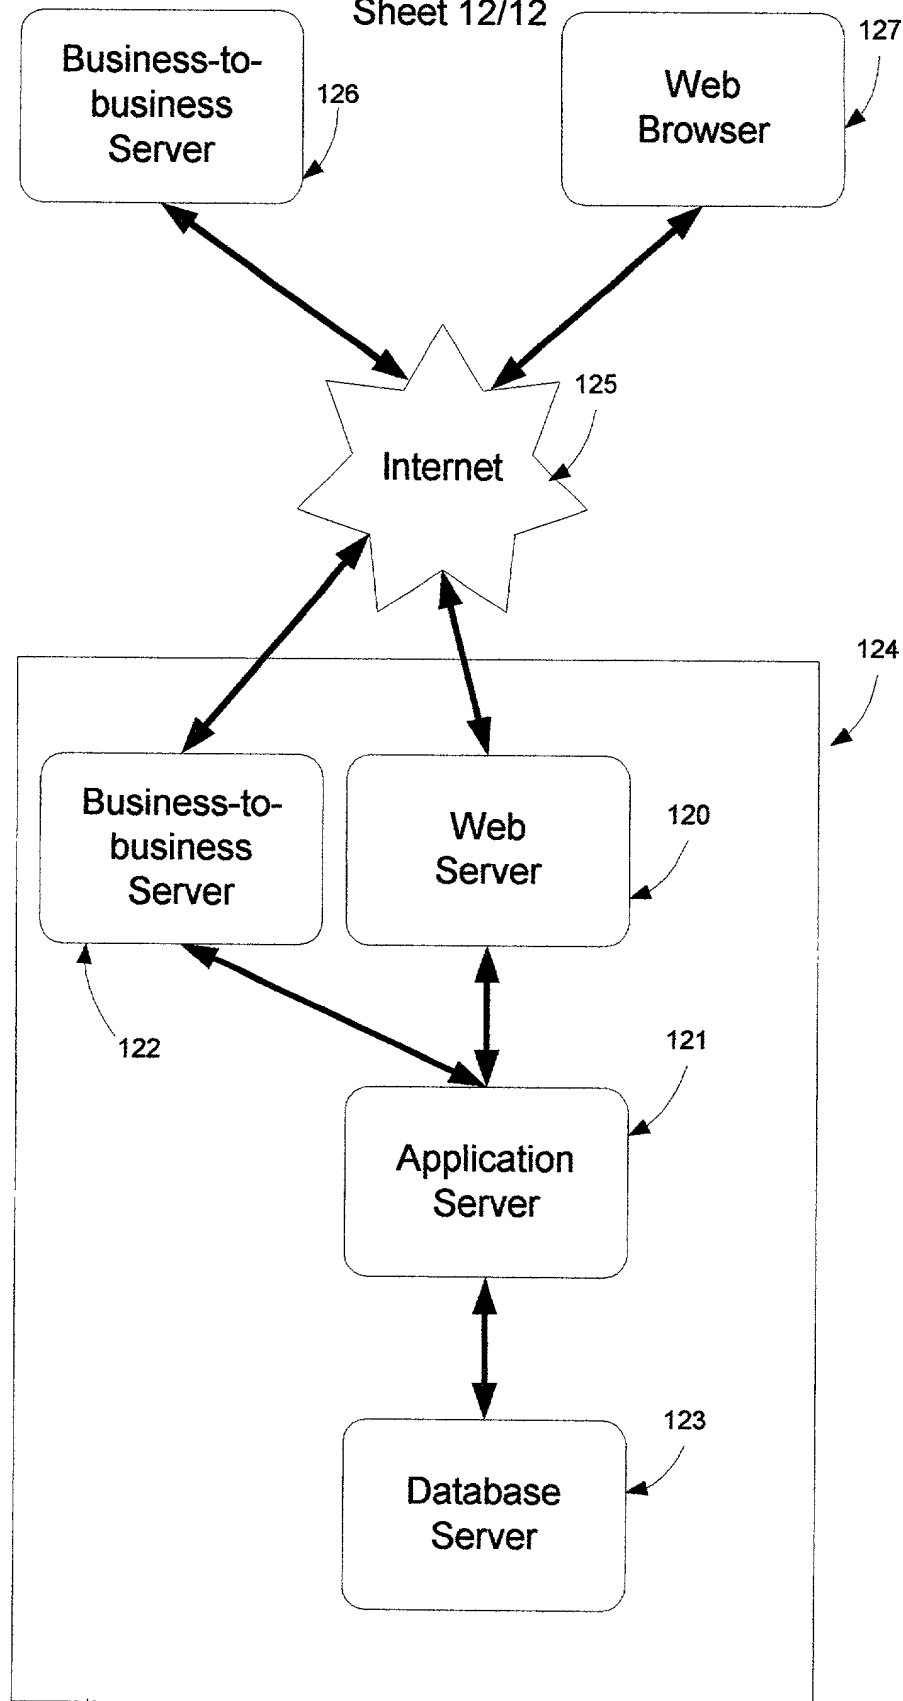 Sheet 12/12
Business-to-
business
Server
126
Web
Browser
127
Internet
125
124
Business-to-
business
Server
122
Web
Server
120
Application
Server
121
Database
Server
123